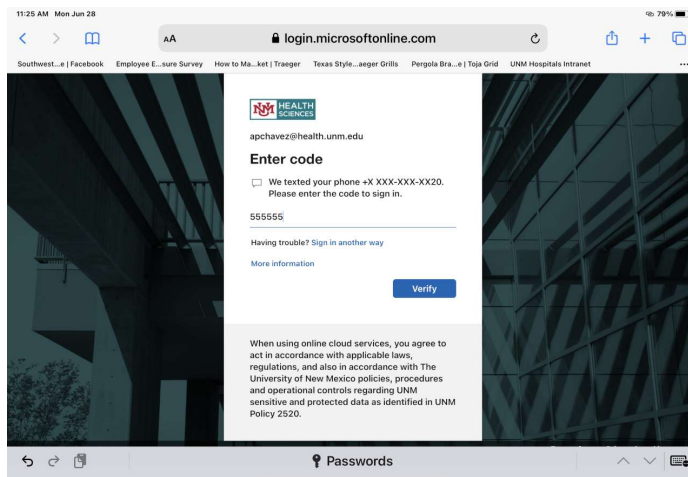 11:25 AM Mon Jun 28
79%
AA
login.microsoftonline.com
Southwest...e | Facebook
Employee E...sure Survey
How to Ma...ket | Traeger
Texas Style...aeger Grills
Pergola Bra...e | Toja Grid
UNM Hospitals Intranet
UNM HEALTH
SCIENCES
apchavez@health.unm.edu
Enter code
We texted your phone +X XXX-XXX-XX20.
Please enter the code to sign in.
555555
Having trouble? Sign in another way
More information
Verify
When using online cloud services, you agree to
act in accordance with applicable laws,
regulations, and also in accordance with The
University of New Mexico policies, procedures
and operational controls regarding UNM
sensitive and protected data as identified in UNM
Policy 2520.
Passwords